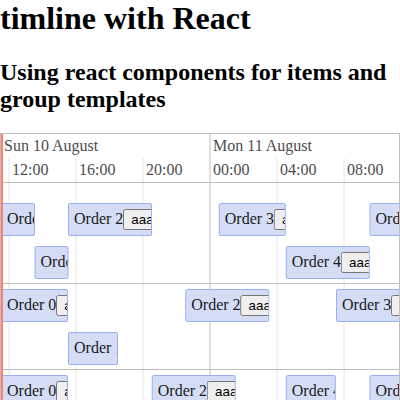 timline with React
Using react components for items and
group templates
Sun 10 August Mon 11 August
12:00 16:00 20:00 00:00 04:00 08:00
Order 2 aaa Order 3
Order 4 aaa
Order 0 Order 2 aaa Order 3
Order
Order 0 Order 2 aaa Order